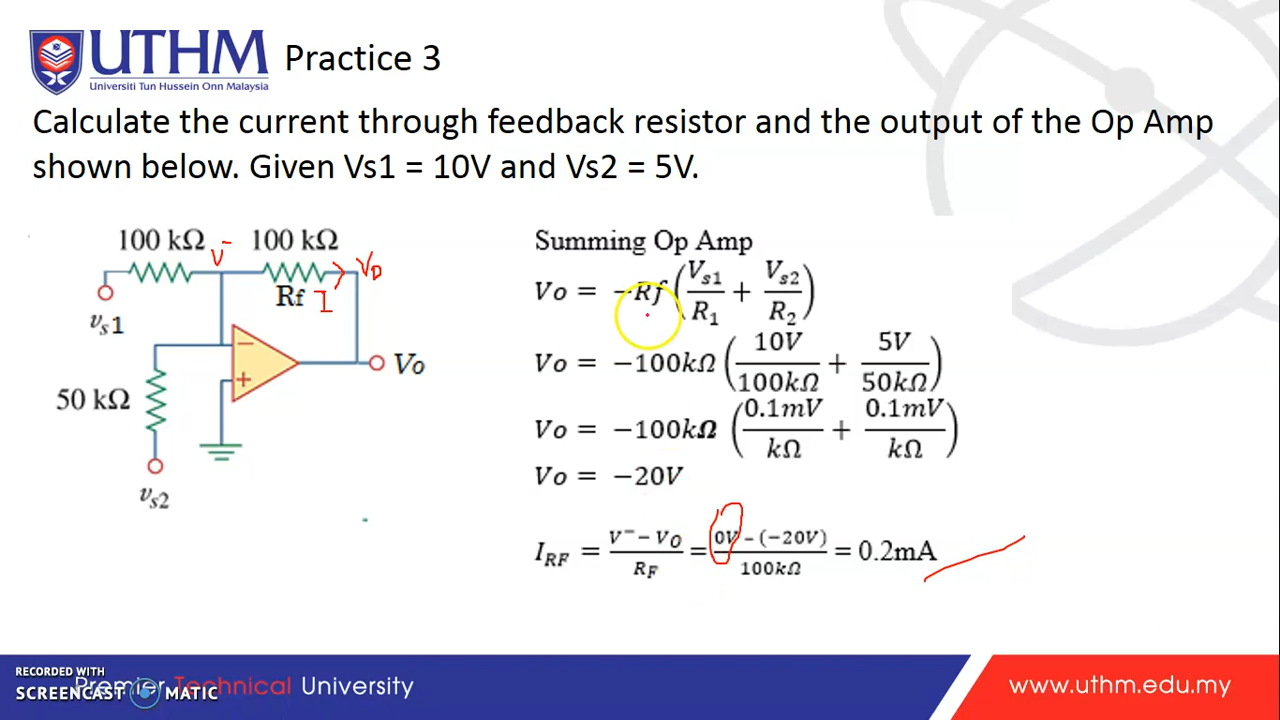 UTHM
Universiti Tun Hussein Onn Malaysia
Practice 3
Calculate the current through feedback resistor and the output of the Op Amp
shown below. Given Vs1 = 10V and Vs2 = 5V.
100 kΩ V⁻ 100 kΩ
Vo
Rf I
vs1
−
+
Vo
50 kΩ
vs2
Summing Op Amp
Vo = −Rf(Vs1/R1 + Vs2/R2)
Vo = −100kΩ (10V/100kΩ + 5V/50kΩ)
Vo = −100kΩ (0.1mV/kΩ + 0.1mV/kΩ)
Vo = −20V
IRF = V⁻ − VO/RF = 0V − (−20V)/100kΩ = 0.2mA
RECORDED WITH
SCREENCAST MATIC
Premier Technical University
www.uthm.edu.my